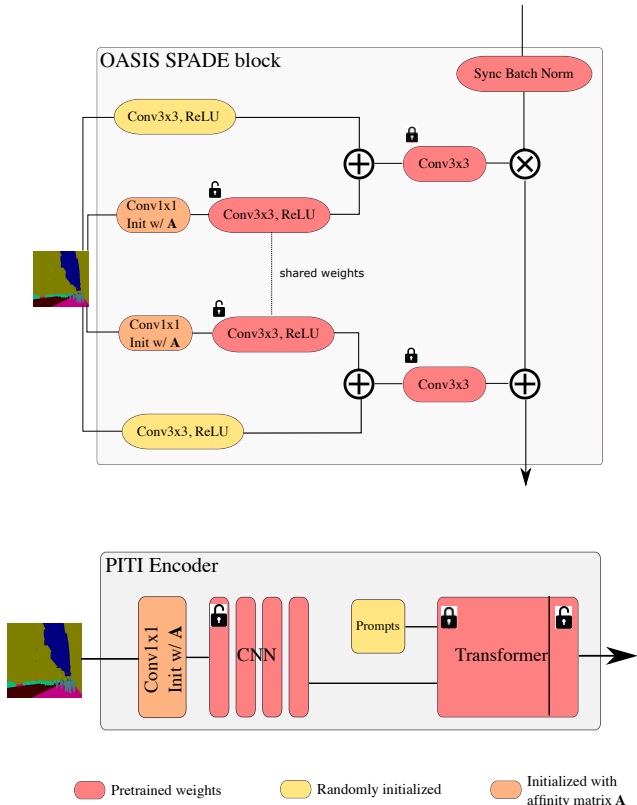 OASIS SPADE block
Sync Batch Norm
Conv3x3, ReLU
Conv3x3
Conv1x1
Init w/ A
Conv3x3, ReLU
shared weights
Conv1x1
Init w/ A
Conv3x3, ReLU
Conv3x3
Conv3x3, ReLU
PITI Encoder
Conv1x1
Init w/ A
CNN
Prompts
Transformer
Pretrained weights
Randomly initialized
Initialized with
affinity matrix A